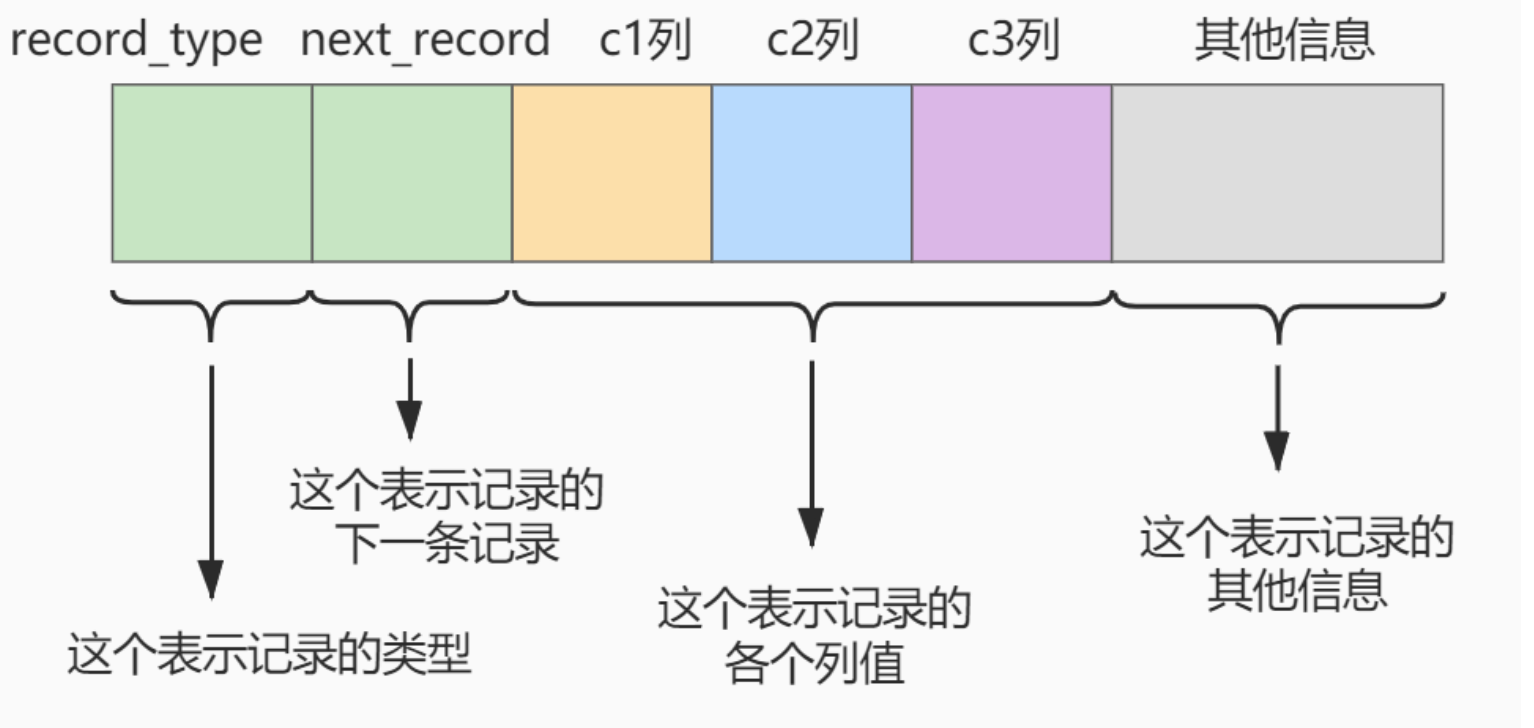 record_type next_record c1列 c2列 c3列 其他信息
这个表示记录的
下一条记录
这个表示记录的
其他信息
这个表示记录的
各个列值
这个表示记录的类型